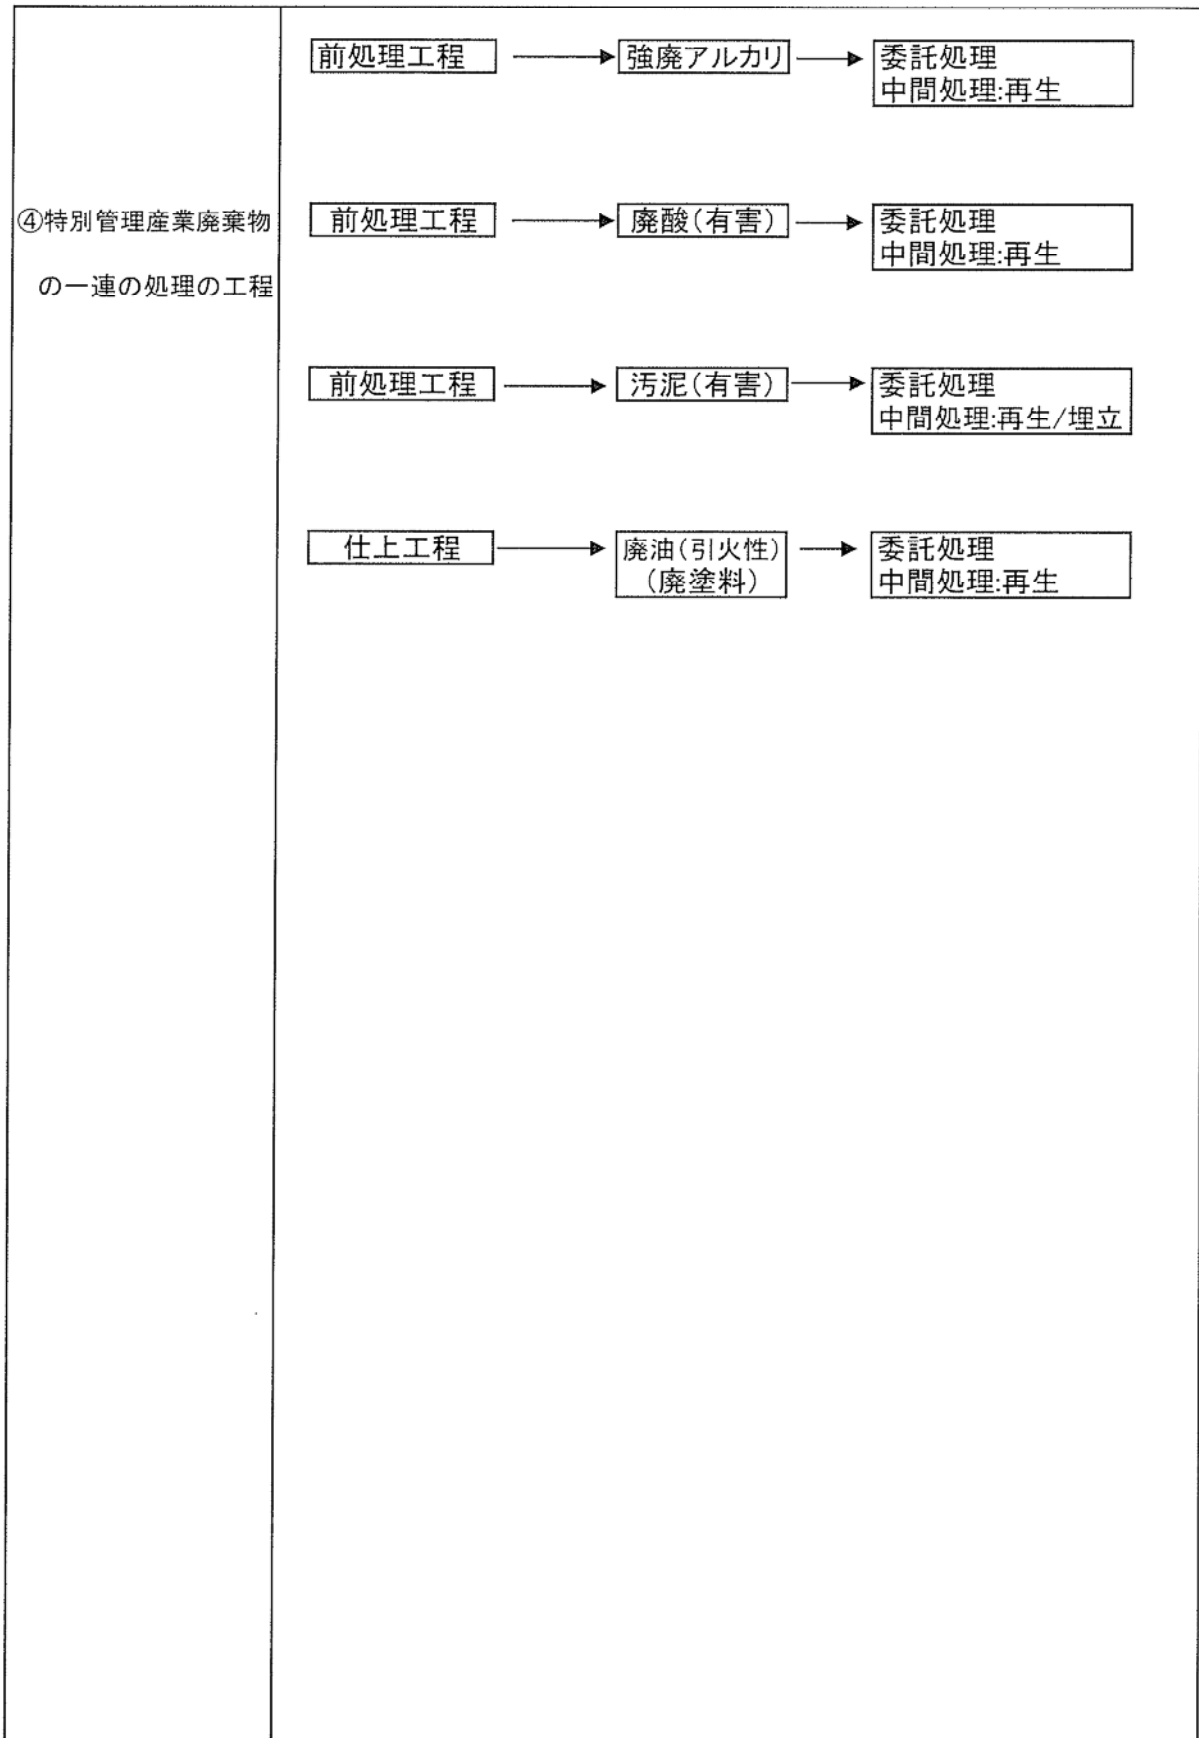 ④特別管理産業廃棄物
の一連の処理の工程
前処理工程
強廃アルカリ
委託処理
中間処理:再生
前処理工程
廃酸(有害)
委託処理
中間処理:再生
前処理工程
汚泥(有害)
委託処理
中間処理:再生/埋立
仕上工程
廃油(引火性)
(廃塗料)
委託処理
中間処理:再生